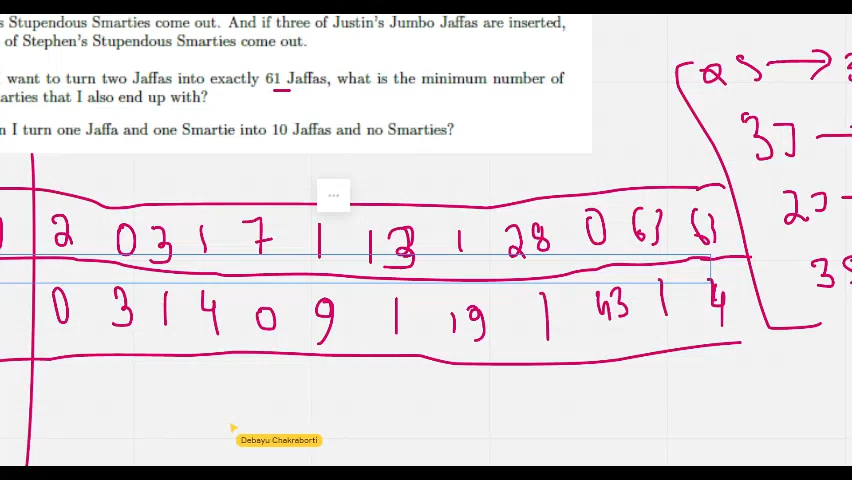 s Stupendous Smarties come out. And if three of Justin's Jumbo Jaffas are inserted,
of Stephen's Stupendous Smarties come out.
want to turn two Jaffas into exactly 61 Jaffas, what is the minimum number of
arties that I also end up with?
n I turn one Jaffa and one Smartie into 10 Jaffas and no Smarties?
2 0 3 1 7 1 13 1 28 0 63 61
0 3 1 4 0 9 1 19 1 43 1 4
2S → 3
3J
2J
3S
Debayu Chakraborti